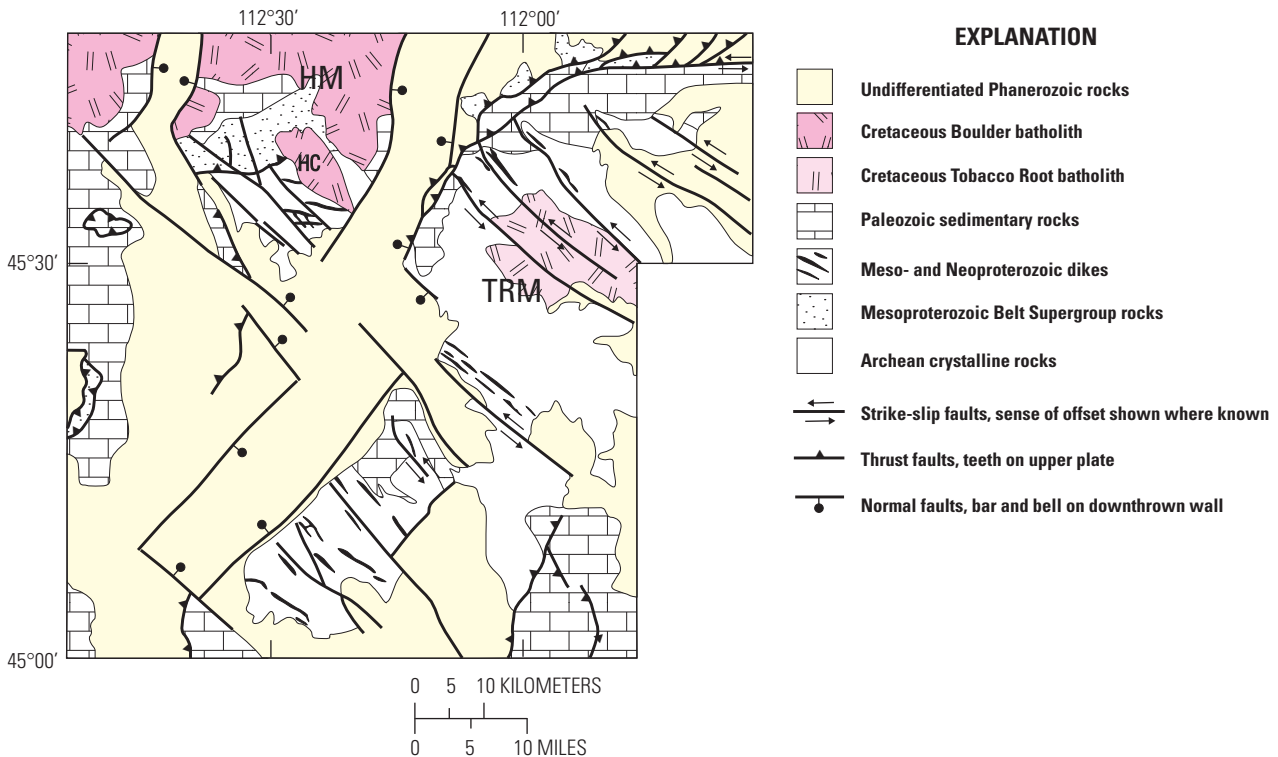 112°30’ 112°00’
HM
HC
45°30’
TRM
45°00’
0 5 10 KILOMETERS
0 5 10 MILES
EXPLANATION
Undifferentiated Phanerozoic rocks
Cretaceous Boulder batholith
Cretaceous Tobacco Root batholith
Paleozoic sedimentary rocks
Meso- and Neoproterozoic dikes
Mesoproterozoic Belt Supergroup rocks
Archean crystalline rocks
Strike-slip faults, sense of offset shown where known
Thrust faults, teeth on upper plate
Normal faults, bar and bell on downthrown wall